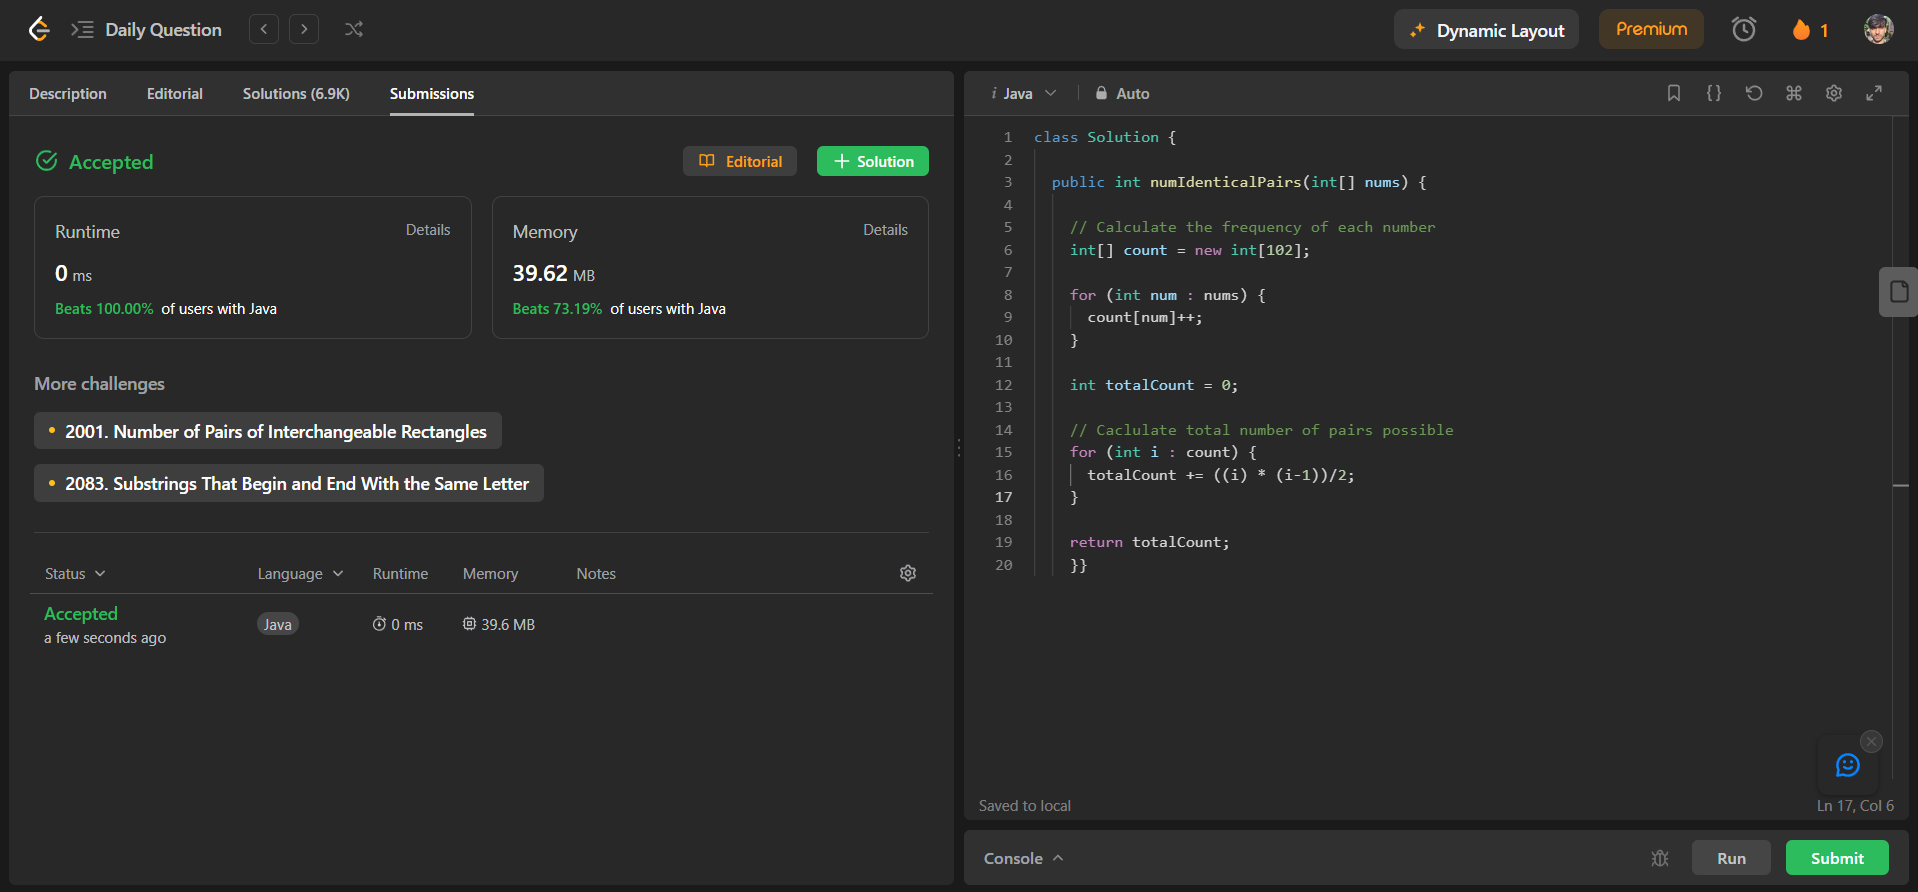 Daily Question
Dynamic Layout
Premium
1
Description Editorial Solutions (6.9K) Submissions
Accepted
Editorial
Solution
Runtime Details
0 ms
Beats 100.00% of users with Java
Memory Details
39.62 MB
Beats 73.19% of users with Java
More challenges
2001. Number of Pairs of Interchangeable Rectangles
2083. Substrings That Begin and End With the Same Letter
Status Language Runtime Memory Notes
Accepted
a few seconds ago
Java 0 ms 39.6 MB
i Java Auto
{}
1 class Solution {
2
3 public int numIdenticalPairs(int[] nums) {
4
5 // Calculate the frequency of each number
6 int[] count = new int[102];
7
8 for (int num : nums) {
9 count[num]++;
10 }
11
12 int totalCount = 0;
13
14 // Caclulate total number of pairs possible
15 for (int i : count) {
16 totalCount += ((i) * (i-1))/2;
17 }
18
19 return totalCount;
20 }}
Saved to local
Ln 17, Col 6
Console
Run
Submit